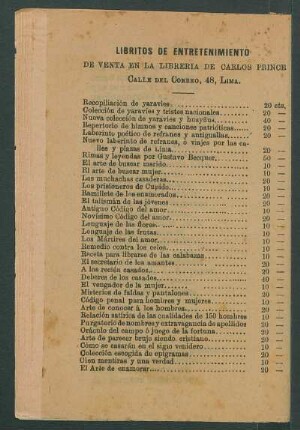 LIBRITOS DE ENTRETENIMIENTO
DE VENTA EN LA LIBRERIA DE CARLOS PRINCE
CALLE DEL CORREO, 48, LIMA.
Recopilación de yaravíes. 20 cts.
Colección de yaravíes y tristes nacionales. 20 —
Nueva colección de yaravíes y huayños. 40 —
Repertorio de himnos y canciones patrióticas. 20 —
Laberinto poético de refranes y antiguallas. 20 —
Nuevo laberinto de refranes, ó viajes por las calles
y plazas de Lima. 20 —
Rimas y leyendas por Gustavo Becquer. 50 —
El arte de buscar marido. 10 —
El arte de buscar mujer. 10 —
Las muchachas casaderas. 10 —
Los prisioneros de Cupido. 10 —
Ramillete de los enamorados. 20 —
El talismán de las jóvenes. 20 —
Antiguo Código del amor. 20 —
Novísimo Código del amor. 20 —
Lenguaje de las flores. 10 —
Lenguaje de las frutas. 10 —
Los Mártires del amor. 10 —
Remedio contra los celos. 10 —
Receta para librarse de las calabazas 10 —
El secretario de los amantes 20 —
A los recién casados. 20 —
Deberes de los casados. 40 —
El vengador de la mujer. 10 —
Misterios de faldas y pantalones 20 —
Código penal para hombres y mujeres. 10 —
Arte de conocer á los hombres. 10 —
Relación satírica de las cualidades de 150 hombres 10 —
Purgatorio de nombres y extravagancia de apellidos 20 —
Oráculo del campo ó juego de la fortuna. 20 —
Arte de parecer brujo siendo cristiano. 20 —
Cómo se casarán en el siglo venidero 10 —
Colección escogida de epigramas 20 —
Cien mentiras y una verdad. 10 —
El Arte de enamorar. 20 —